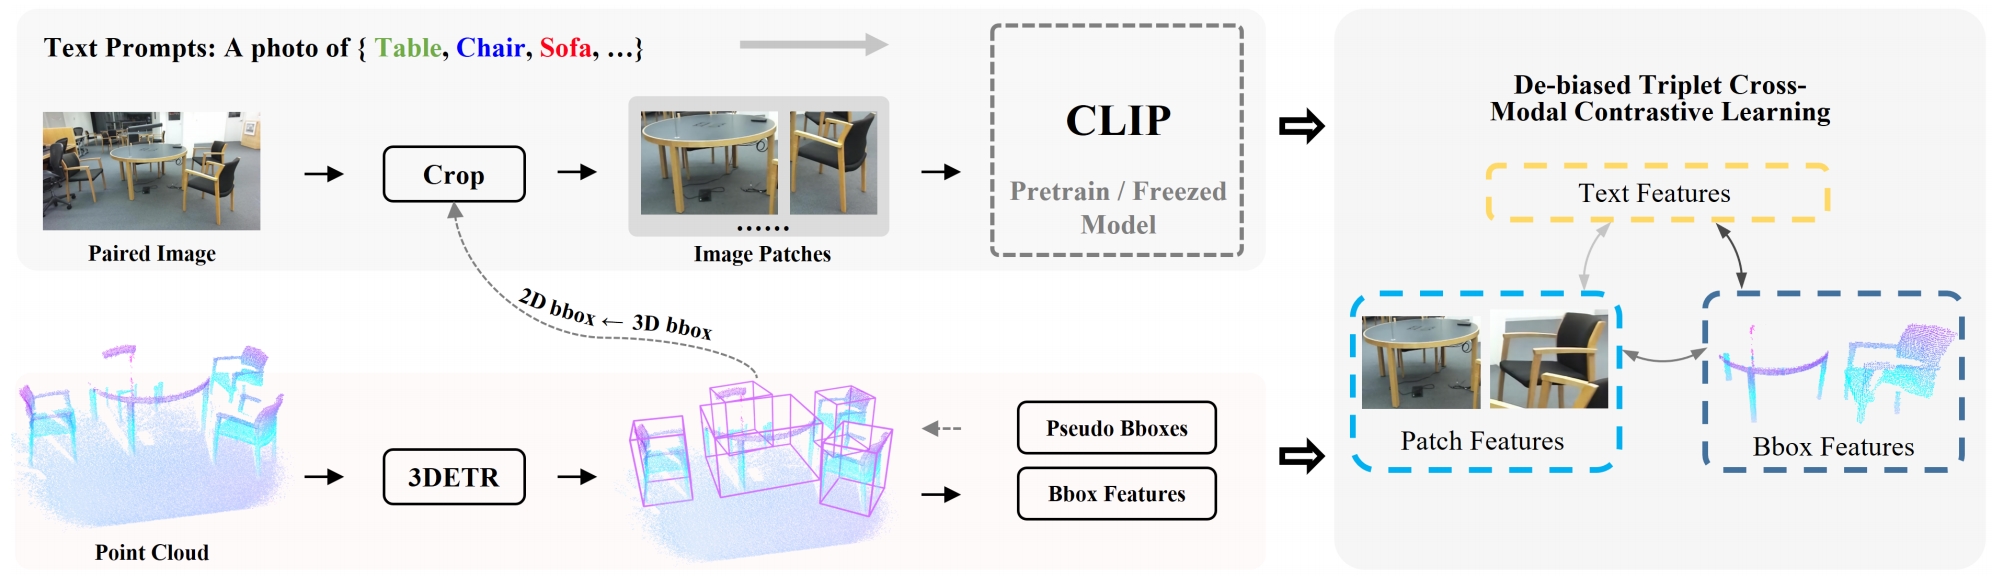 Text Prompts: A photo of { Table, Chair, Sofa, ...}
Paired Image
Crop
......
Image Patches
CLIP
Pretrain / Freezed
Model
2D bbox ← 3D bbox
Point Cloud
3DETR
Pseudo Bboxes
Bbox Features
De-biased Triplet Cross-
Modal Contrastive Learning
Text Features
Patch Features
Bbox Features